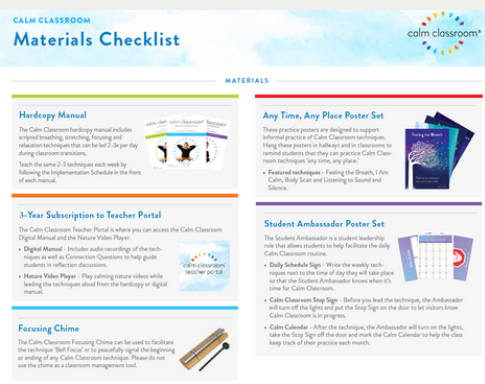 CALM CLASSROOM
Materials Checklist
calm classroom®
MATERIALS
Hardcopy Manual
The Calm Classroom hardcopy manual includes
scripted breathing, stretching, focusing and
relaxation techniques that can be led 2-3x per day
during classroom transitions.
Teach the same 2-3 techniques each week by
following the Implementation Schedule in the front
of each manual.
calm classroom
3-Year Subscription to Teacher Portal
The Calm Classroom Teacher Portal is where you can access the Calm Classroom
Digital Manual and the Nature Video Player.
• Digital Manual - Includes audio recordings of the tech-
niques as well as Connection Questions to help guide
students in reflection discussions.
• Nature Video Player - Play calming nature videos while
leading the techniques aloud from the hardcopy or digital
manual.
calm classroom
teacher portal
Focusing Chime
The Calm Classroom Focusing Chime can be used to facilitate
the technique 'Bell Focus' or to peacefully signal the beginning
or ending of any Calm Classroom technique. Please do not
use the chime as a classroom management tool.
Any Time, Any Place Poster Set
These practice posters are designed to support
informal practice of Calm Classroom techniques.
Hang these posters in hallways and in classrooms to
remind students that they can practice Calm Class-
room techniques 'any time, any place.'
• Featured techniques - Feeling the Breath, I Am
Calm, Body Scan and Listening to Sound and
Silence.
Feeling the Breath
Student Ambassador Poster Set
The Student Ambassador is a student leadership
role that allows students to help facilitate the daily
Calm Classroom routine.
• Daily Schedule Sign - Write the weekly tech-
niques next to the time of day they will take place
so that the Student Ambassador knows when it's
time for Calm Classroom.
• Calm Classroom Stop Sign - Before you lead the technique, the Ambassador
will turn off the lights and put the Stop Sign on the door to let visitors know
Calm Classroom is in progress.
• Calm Calendar - After the technique, the Ambassador will turn on the lights,
take the Stop Sign off the door and mark the Calm Calendar to help the class
keep track of their practice each month.